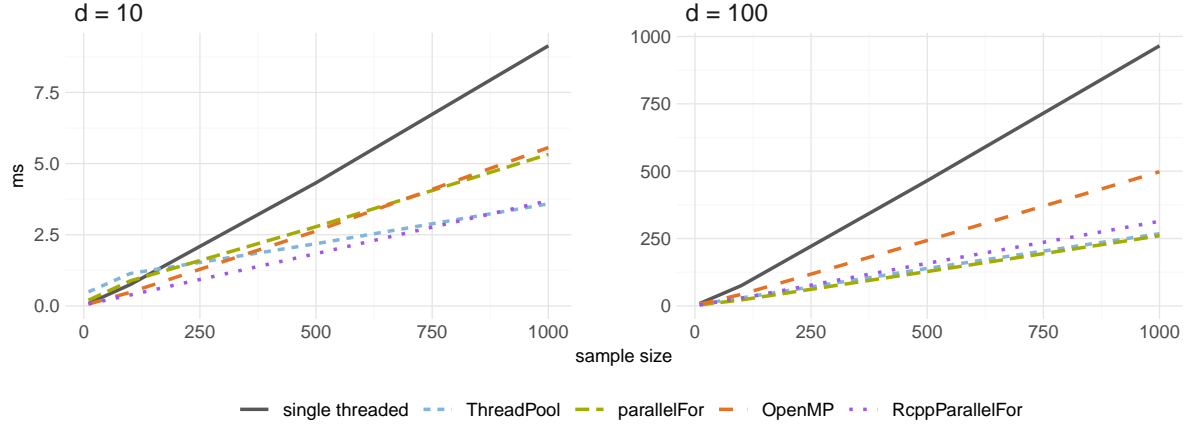 d = 10
d = 100
ms
7.5
5.0
2.5
0.0
1000
750
500
250
0
0 250 500 750 1000
0 250 500 750 1000
sample size
single threaded ThreadPool parallelFor OpenMP RcppParallelFor